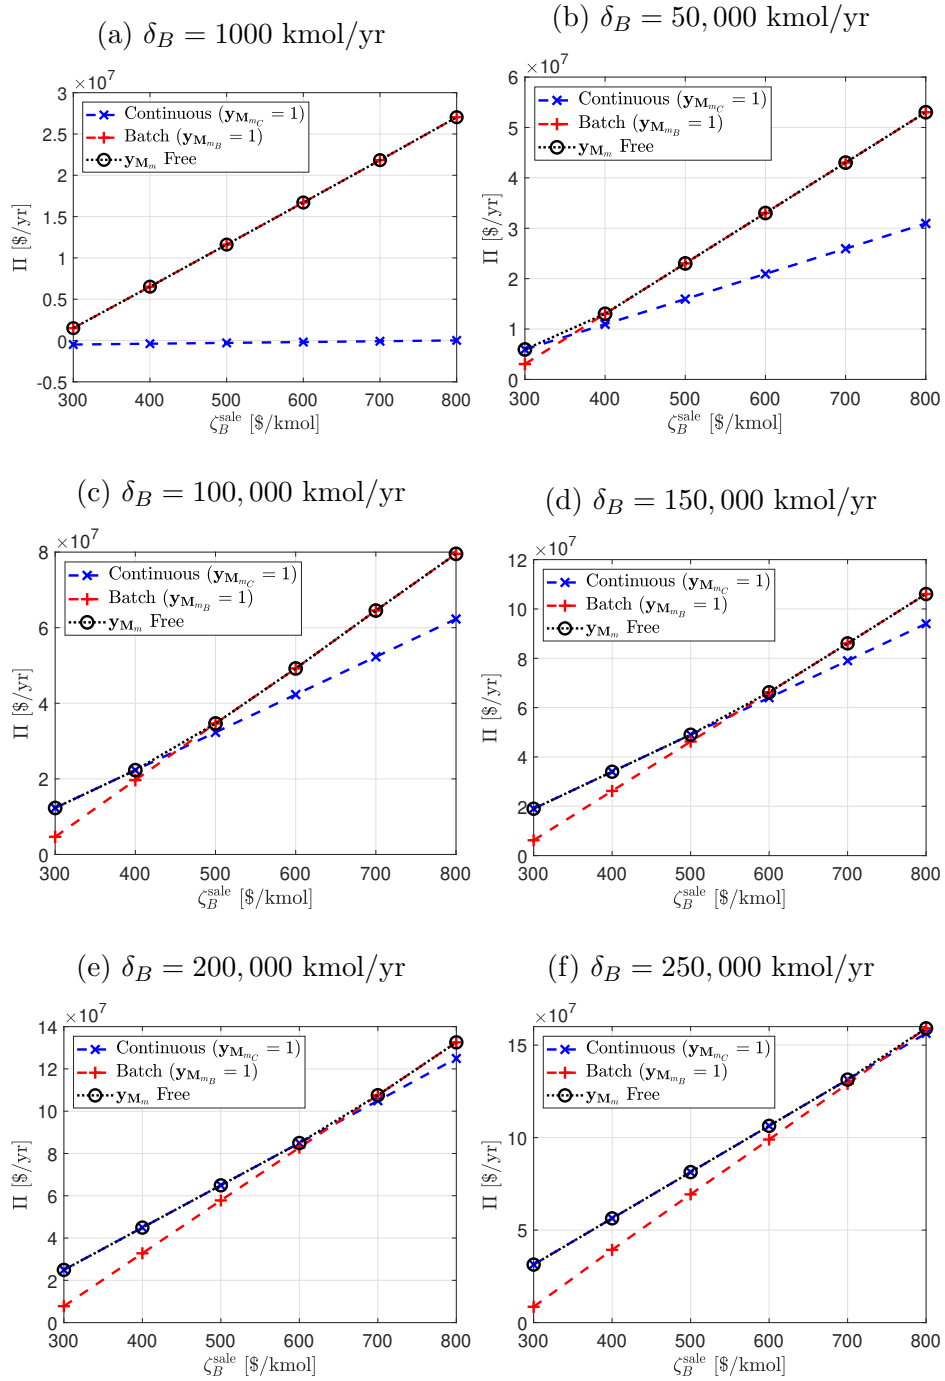 (a) δ_B = 1000 kmol/yr
×10^7
3
2.5
2
1.5
1
0.5
0
-0.5
Π [$/yr]
Continuous (y_{M_{m_C}} = 1)
Batch (y_{M_{m_B}} = 1)
y_{M_m} Free
300 400 500 600 700 800
ζ_B^{sale} [$/kmol]
(b) δ_B = 50,000 kmol/yr
×10^7
6
5
4
3
2
1
0
Π [$/yr]
Continuous (y_{M_{m_C}} = 1)
Batch (y_{M_{m_B}} = 1)
y_{M_m} Free
300 400 500 600 700 800
ζ_B^{sale} [$/kmol]
(c) δ_B = 100,000 kmol/yr
×10^7
8
6
4
2
0
Π [$/yr]
Continuous (y_{M_{m_C}} = 1)
Batch (y_{M_{m_B}} = 1)
y_{M_m} Free
300 400 500 600 700 800
ζ_B^{sale} [$/kmol]
(d) δ_B = 150,000 kmol/yr
×10^7
12
10
8
6
4
2
0
Π [$/yr]
Continuous (y_{M_{m_C}} = 1)
Batch (y_{M_{m_B}} = 1)
y_{M_m} Free
300 400 500 600 700 800
ζ_B^{sale} [$/kmol]
(e) δ_B = 200,000 kmol/yr
×10^7
14
12
10
8
6
4
2
0
Π [$/yr]
Continuous (y_{M_{m_C}} = 1)
Batch (y_{M_{m_B}} = 1)
y_{M_m} Free
300 400 500 600 700 800
ζ_B^{sale} [$/kmol]
(f) δ_B = 250,000 kmol/yr
×10^7
15
10
5
0
Π [$/yr]
Continuous (y_{M_{m_C}} = 1)
Batch (y_{M_{m_B}} = 1)
y_{M_m} Free
300 400 500 600 700 800
ζ_B^{sale} [$/kmol]